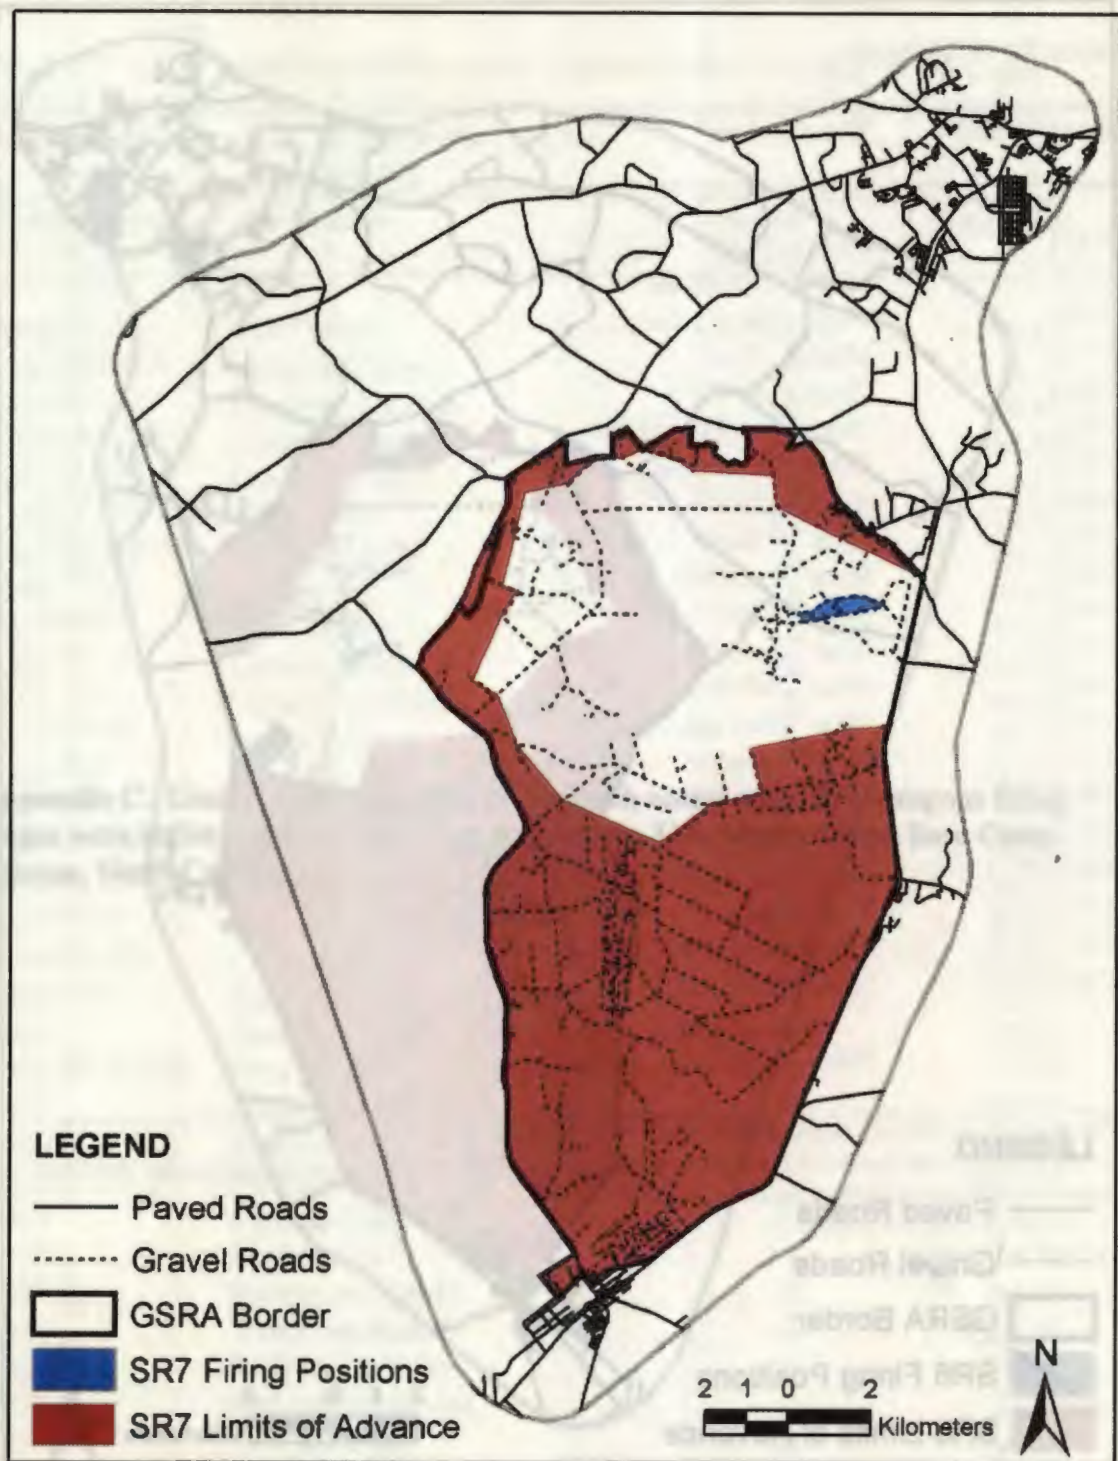 LEGEND
Paved Roads
Gravel Roads
GSRA Border
SR7 Firing Positions
SR7 Limits of Advance
N
2 1 0 2
Kilometers